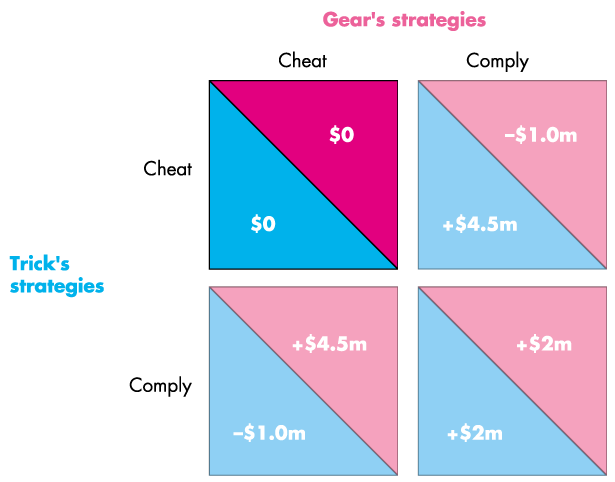 Gear's strategies
Cheat
Comply
Cheat
$0
$0
–$1.0m
+$4.5m
Trick's
strategies
Comply
+$4.5m
–$1.0m
+$2m
+$2m